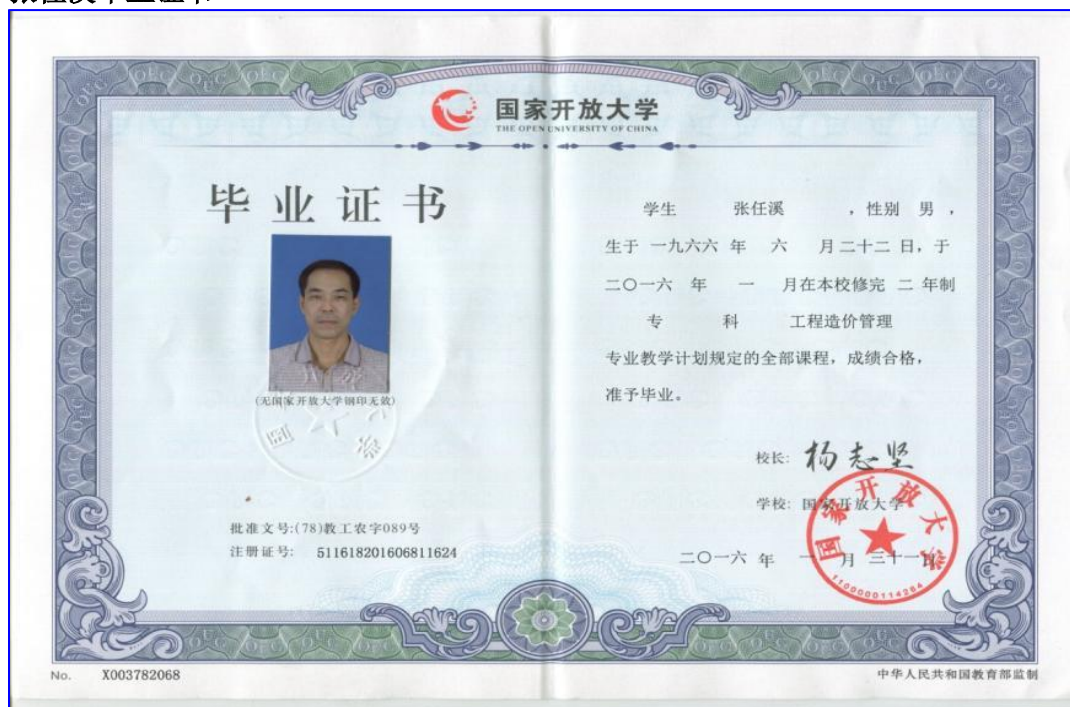 国家开放大学
THE OPEN UNIVERSITY OF CHINA
毕业证书
(无国家开放大学钢印无效)
批准文号:(78)教工农字089号
注册证号: 511618201606811624
学生 张任溪 ,性别 男 ,
生于 一九六六 年 六 月二十二 日,于
二〇一六 年 一 月在本校修完 二 年制
专 科 工程造价管理
专业教学计划规定的全部课程,成绩合格,
准予毕业。
校长: 杨志坚
学校: 国家开放大学
二〇一六 年 一 月 三十一日
国家开放大学
1100000114264
No. X003782068
中华人民共和国教育部监制